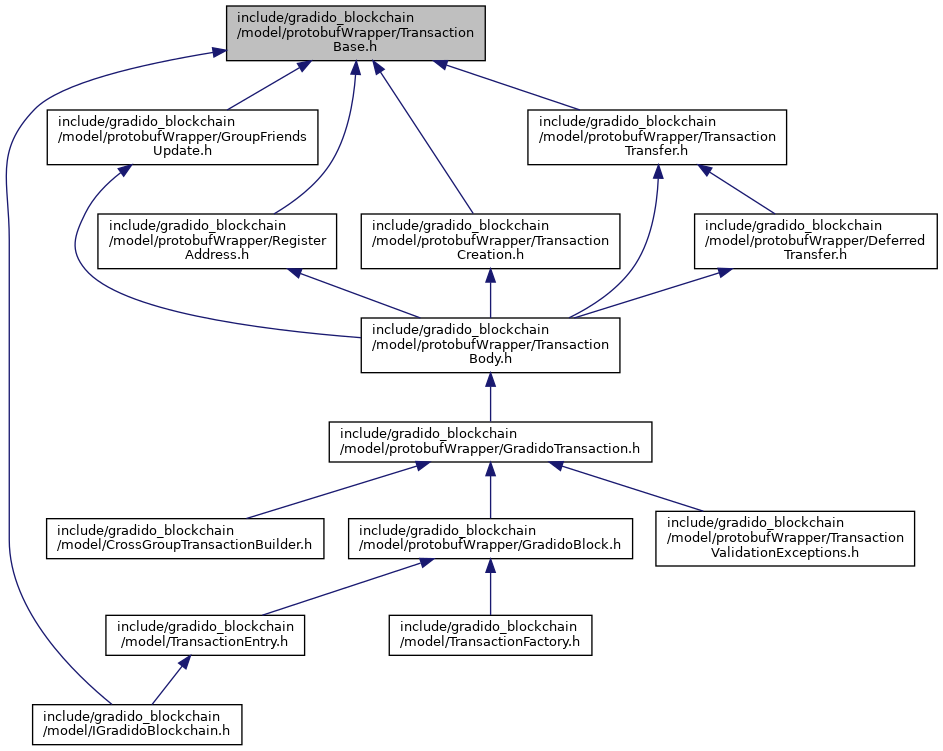 include/gradido_blockchain
/model/protobufWrapper/Transaction
Base.h
include/gradido_blockchain
/model/protobufWrapper/GroupFriends
Update.h
include/gradido_blockchain
/model/protobufWrapper/Transaction
Transfer.h
include/gradido_blockchain
/model/protobufWrapper/Register
Address.h
include/gradido_blockchain
/model/protobufWrapper/Transaction
Creation.h
include/gradido_blockchain
/model/protobufWrapper/Deferred
Transfer.h
include/gradido_blockchain
/model/protobufWrapper/Transaction
Body.h
include/gradido_blockchain
/model/protobufWrapper/GradidoTransaction.h
include/gradido_blockchain
/model/CrossGroupTransactionBuilder.h
include/gradido_blockchain
/model/protobufWrapper/GradidoBlock.h
include/gradido_blockchain
/model/protobufWrapper/Transaction
ValidationExceptions.h
include/gradido_blockchain
/model/TransactionEntry.h
include/gradido_blockchain
/model/TransactionFactory.h
include/gradido_blockchain
/model/IGradidoBlockchain.h